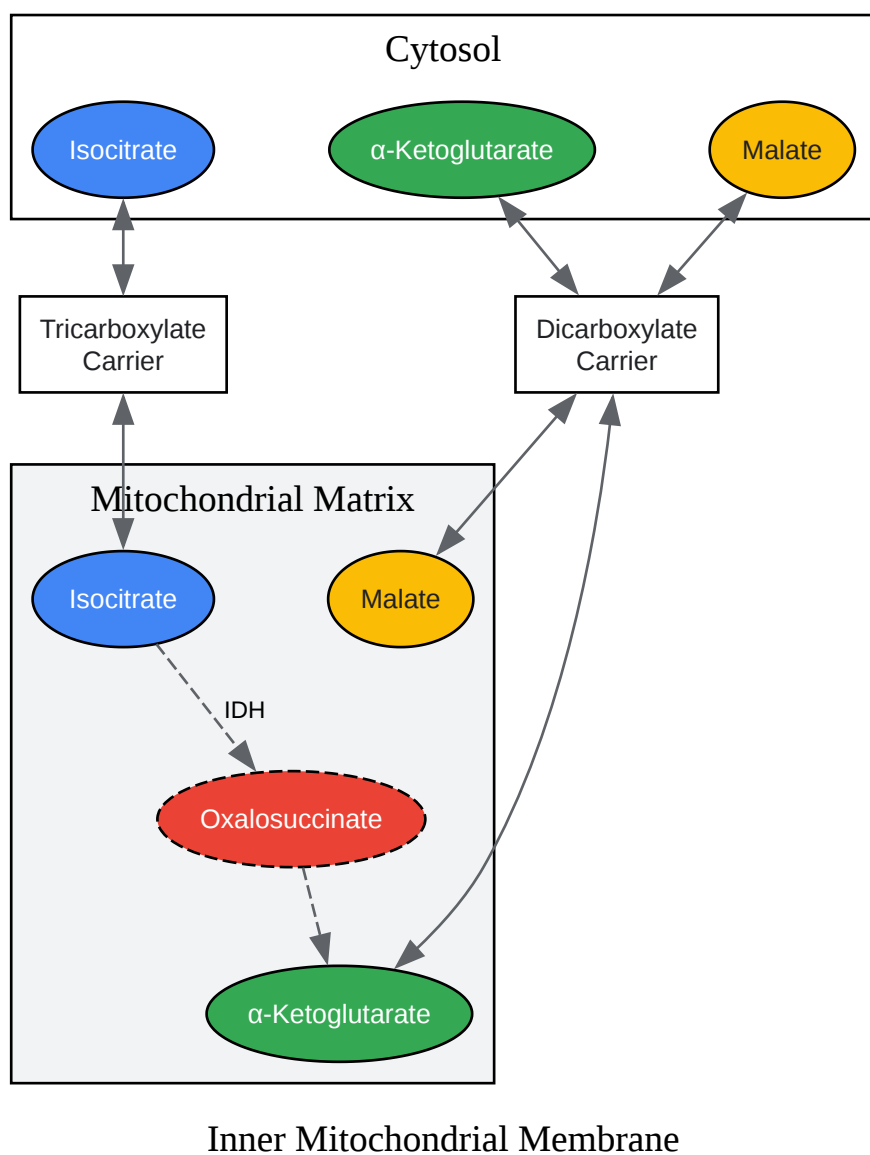 Cytosol
Isocitrate
α-Ketoglutarate
Malate
Tricarboxylate
Carrier
Dicarboxylate
Carrier
Mitochondrial Matrix
Isocitrate
Malate
IDH
Oxalosuccinate
α-Ketoglutarate
Inner Mitochondrial Membrane